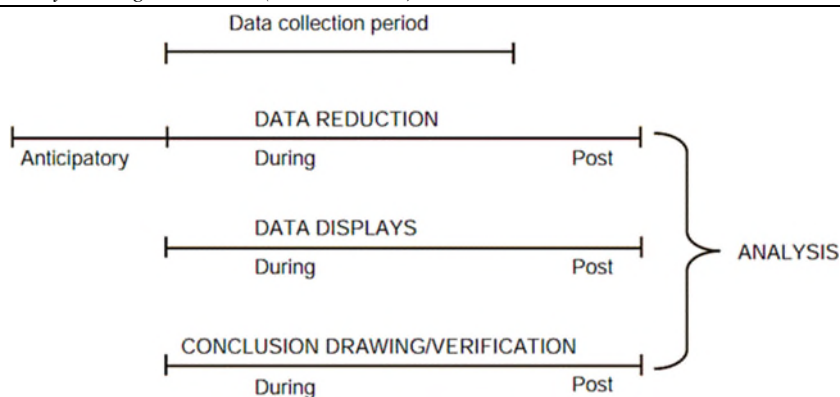 Data collection period
DATA REDUCTION
Anticipatory During Post
DATA DISPLAYS
During Post
ANALYSIS
CONCLUSION DRAWING/VERIFICATION
During Post